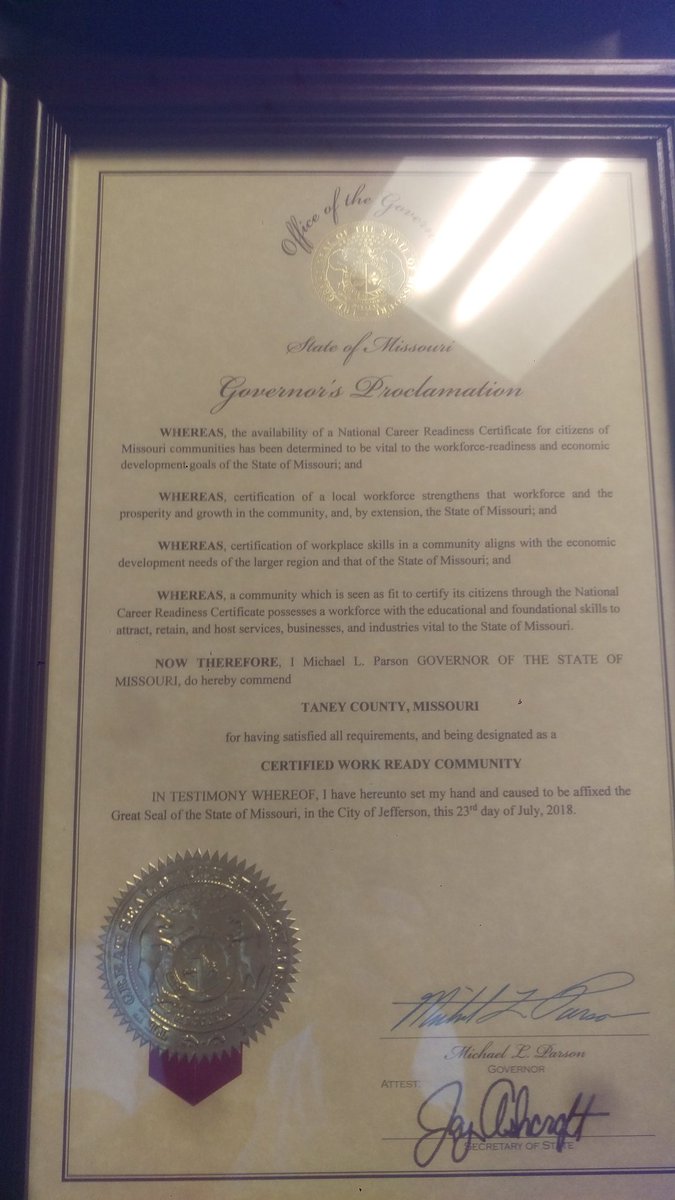 Office of the Govern
SEAL OF THE STATE OF
State of Missouri
Governor's Proclamation
WHEREAS, the availability of a National Career Readiness Certificate for citizens of
Missouri communities has been determined to be vital to the workforce-readiness and economic
development goals of the State of Missouri; and
WHEREAS, certification of a local workforce strengthens that workforce and the
prosperity and growth in the community, and, by extension, the State of Missouri; and
WHEREAS, certification of workplace skills in a community aligns with the economic
development needs of the larger region and that of the State of Missouri; and
WHEREAS, a community which is seen as fit to certify its citizens through the National
Career Readiness Certificate possesses a workforce with the educational and foundational skills to
attract, retain, and host services, businesses, and industries vital to the State of Missouri.
NOW THEREFORE, I Michael L. Parson GOVERNOR OF THE STATE OF
MISSOURI, do hereby commend
TANEY COUNTY, MISSOURI
for having satisfied all requirements, and being designated as a
CERTIFIED WORK READY COMMUNITY
IN TESTIMONY WHEREOF, I have hereunto set my hand and caused to be affixed the
Great Seal of the State of Missouri, in the City of Jefferson, this 23rd day of July, 2018.
Michael L. Parson
Michael L. Parson
GOVERNOR
ATTEST:
Jay Ashcroft
SECRETARY OF STATE